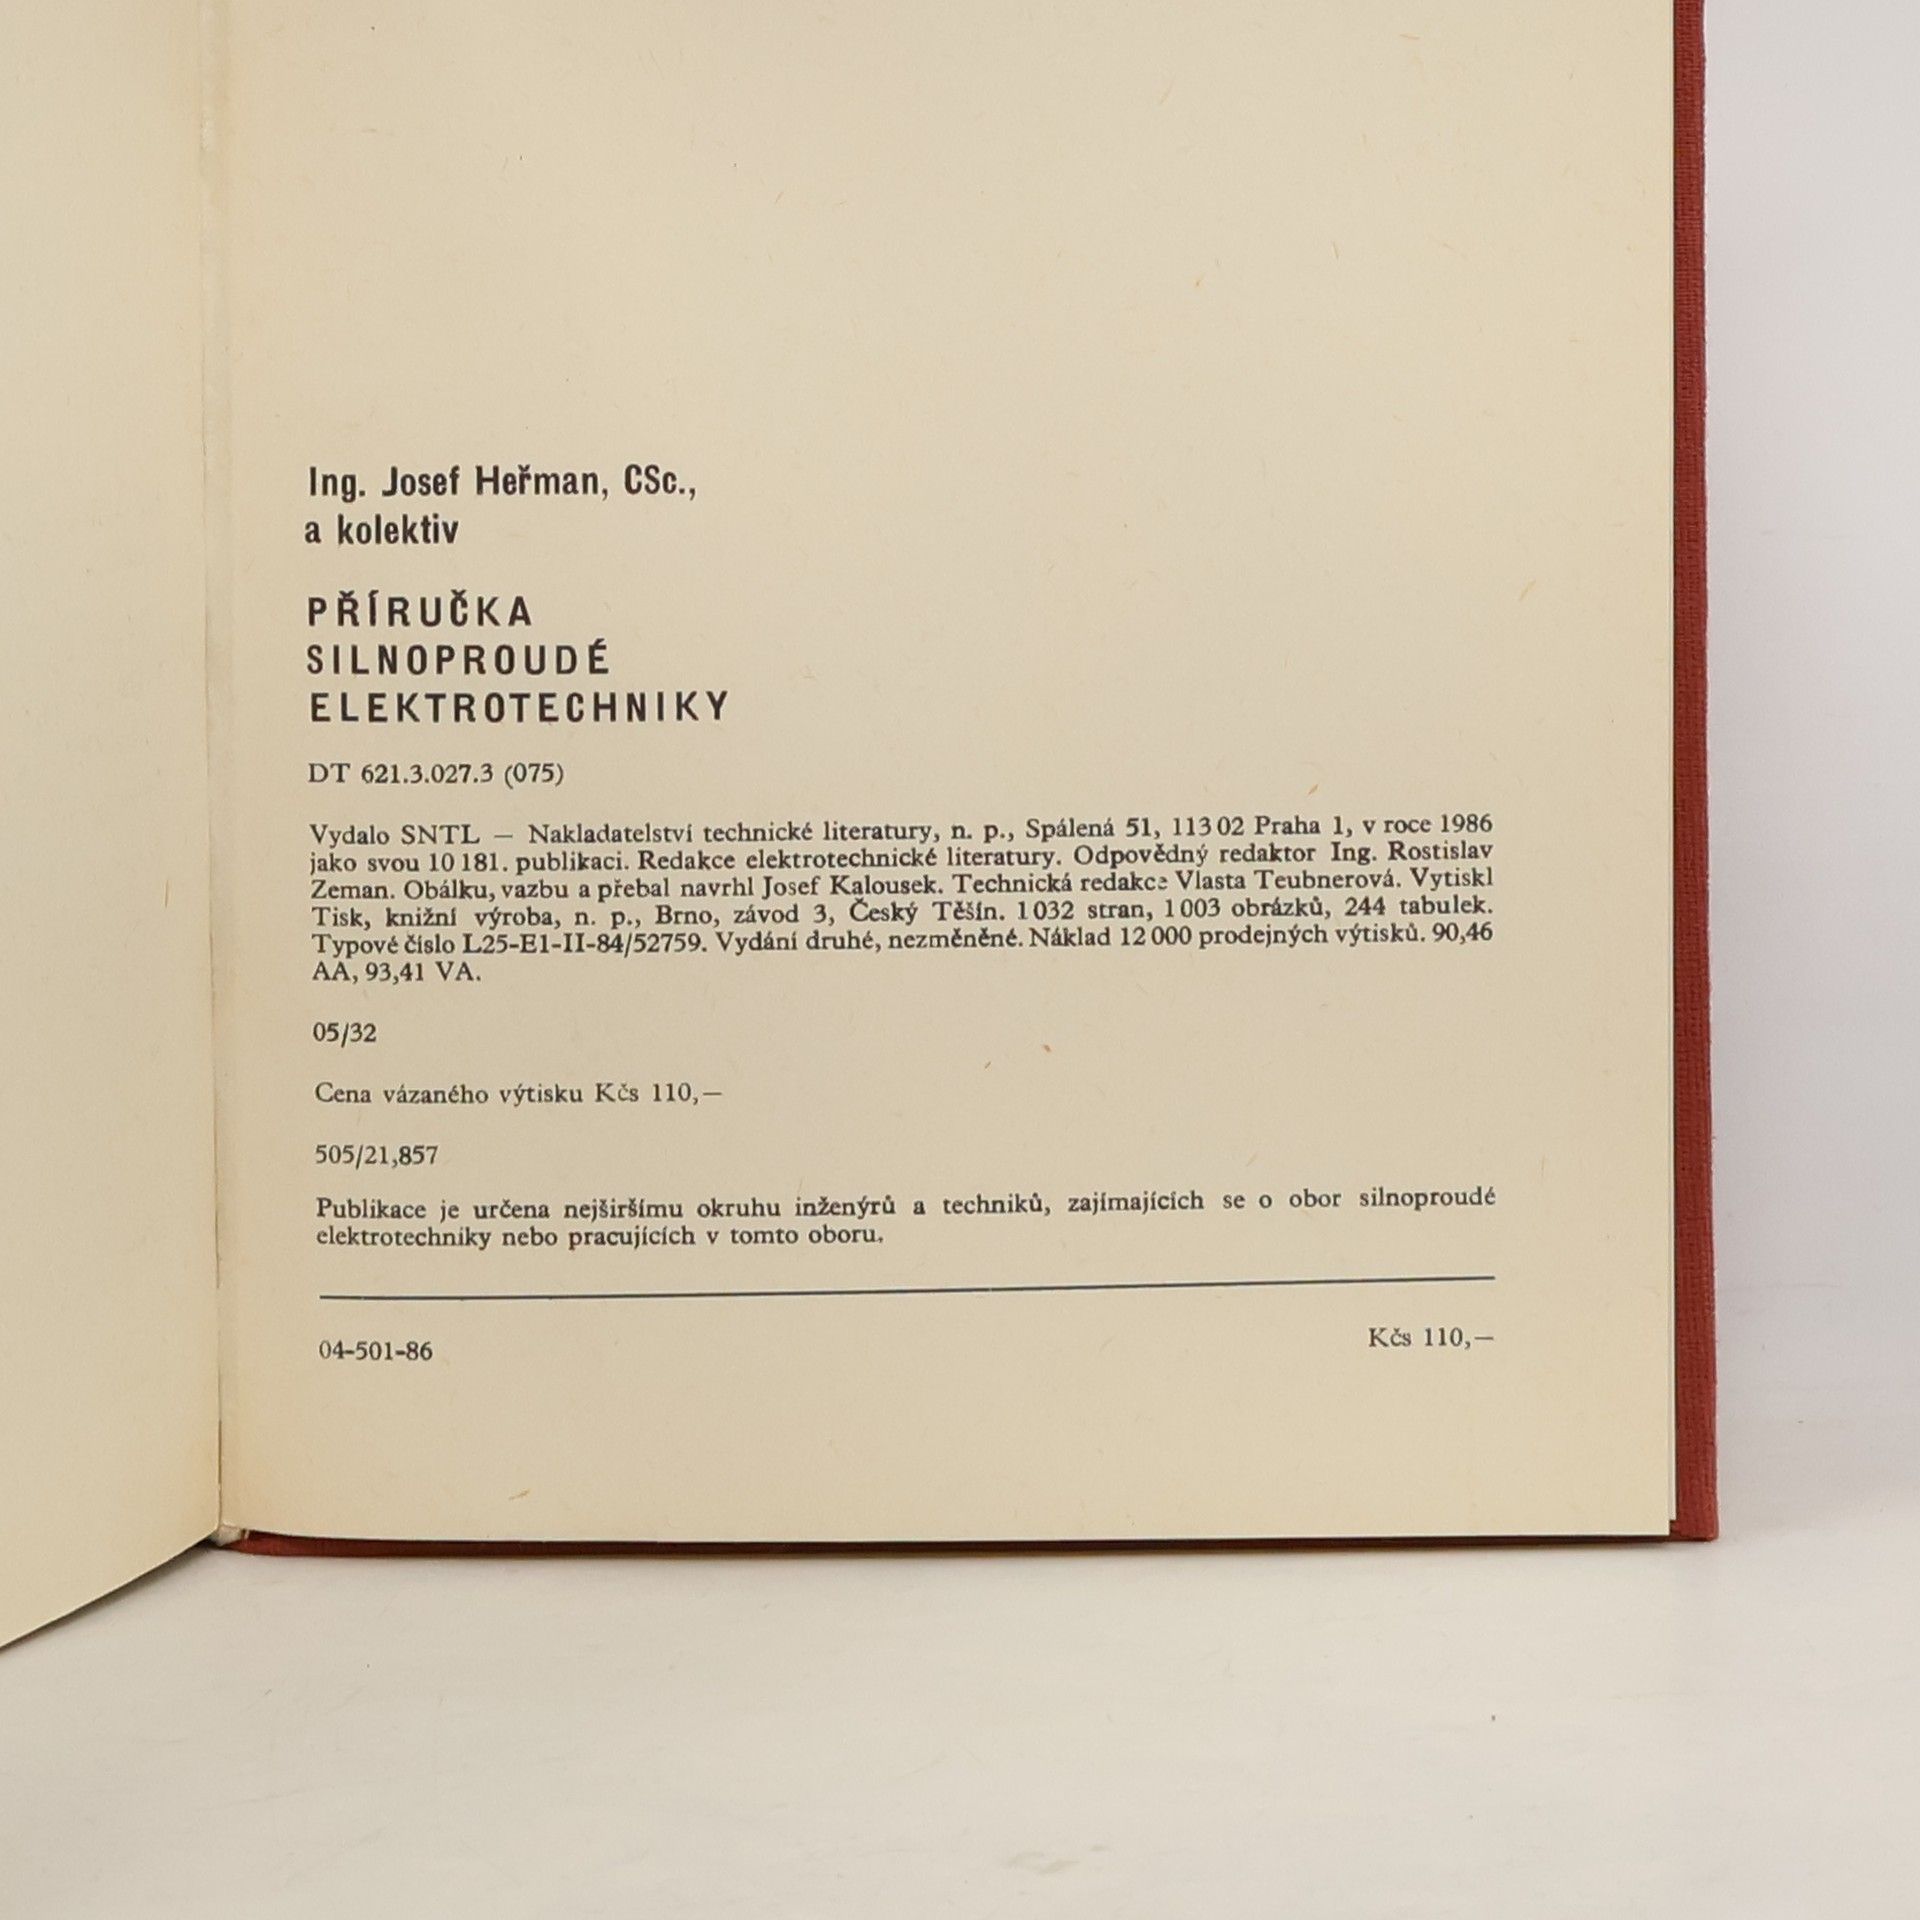 Ing. Josef Heřman, CSc.,
a kolektiv
PŘÍRUČKA
SILNOPROUDÉ
ELEKTROTECHNIKY
DT 621.3.027.3 (075)
Vydalo SNTL — Nakladatelství technické literatury, n. p., Spálená 51, 113 02 Praha 1, v roce 1986
jako svou 10 181. publikaci. Redakce elektrotechnické literatury. Odpovědný redaktor Ing. Rostislav
Zeman. Obálku, vazbu a přebal navrhl Josef Kalousek. Technická redakce Vlasta Teubnerová. Vytiskl
Tisk, knižní výroba, n. p., Brno, závod 3, Český Těšín. 1 032 stran, 1 003 obrázků, 244 tabulek.
Typové číslo L25-E1-II-84/52759. Vydání druhé, nezměněné. Náklad 12 000 prodejných výtisků. 90,46
AA, 93,41 VA.
05/32
Cena vázaného výtisku Kčs 110,—
505/21,857
Publikace je určena nejširšímu okruhu inženýrů a techniků, zajímajících se o obor silnoproudé
elektrotechniky nebo pracujících v tomto oboru.
04-501-86 Kčs 110,—